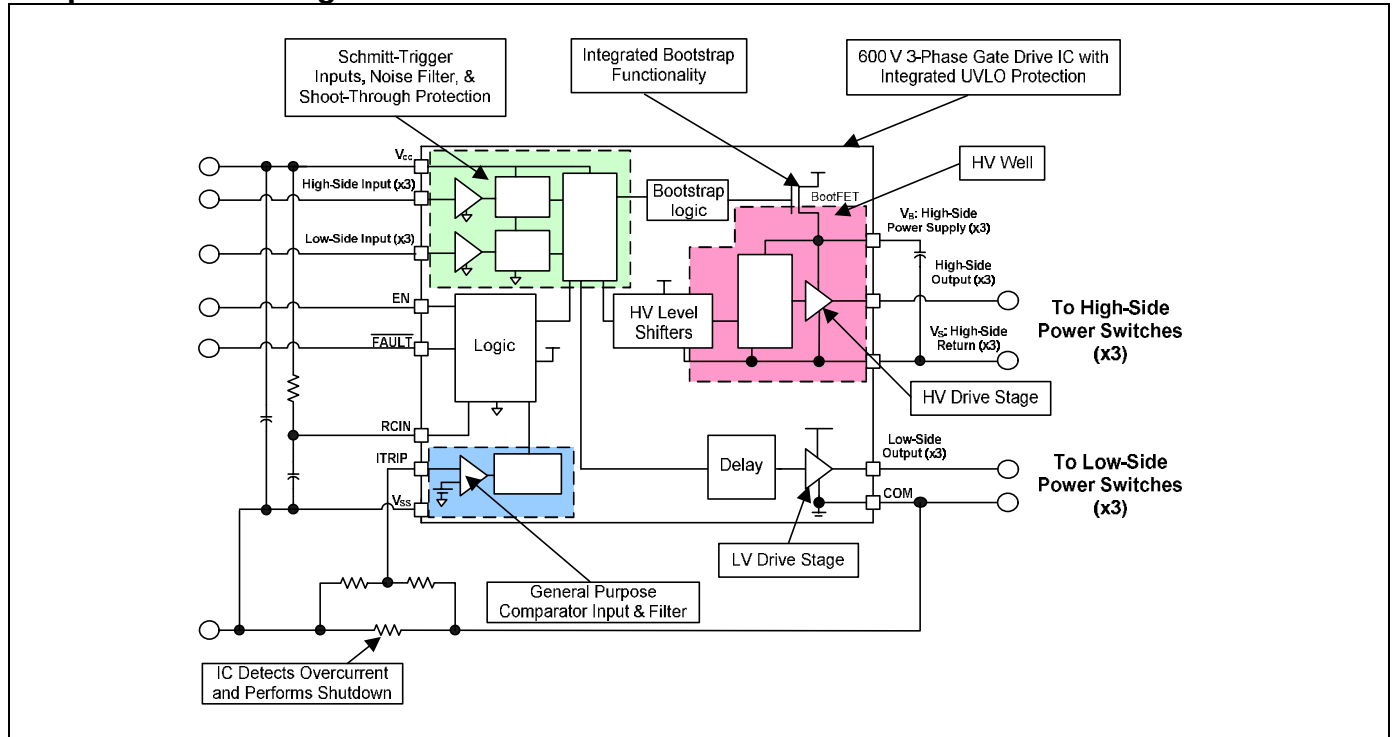 Schmitt-Trigger
Inputs, Noise Filter, &
Shoot-Through Protection
Integrated Bootstrap
Functionality
600 V 3-Phase Gate Drive IC with
Integrated UVLO Protection
HV Well
VCC
High-Side Input (x3)
Low-Side Input (x3)
EN
FAULT
RCIN
ITRIP
VSS
Bootstrap
logic
BootFET
HV Level
Shifters
Logic
Delay
VB: High-Side
Power Supply (x3)
High-Side
Output (x3)
VS: High-Side
Return (x3)
To High-Side
Power Switches
(x3)
HV Drive Stage
Low-Side
Output (x3)
COM
To Low-Side
Power Switches
(x3)
LV Drive Stage
General Purpose
Comparator Input & Filter
IC Detects Overcurrent
and Performs Shutdown